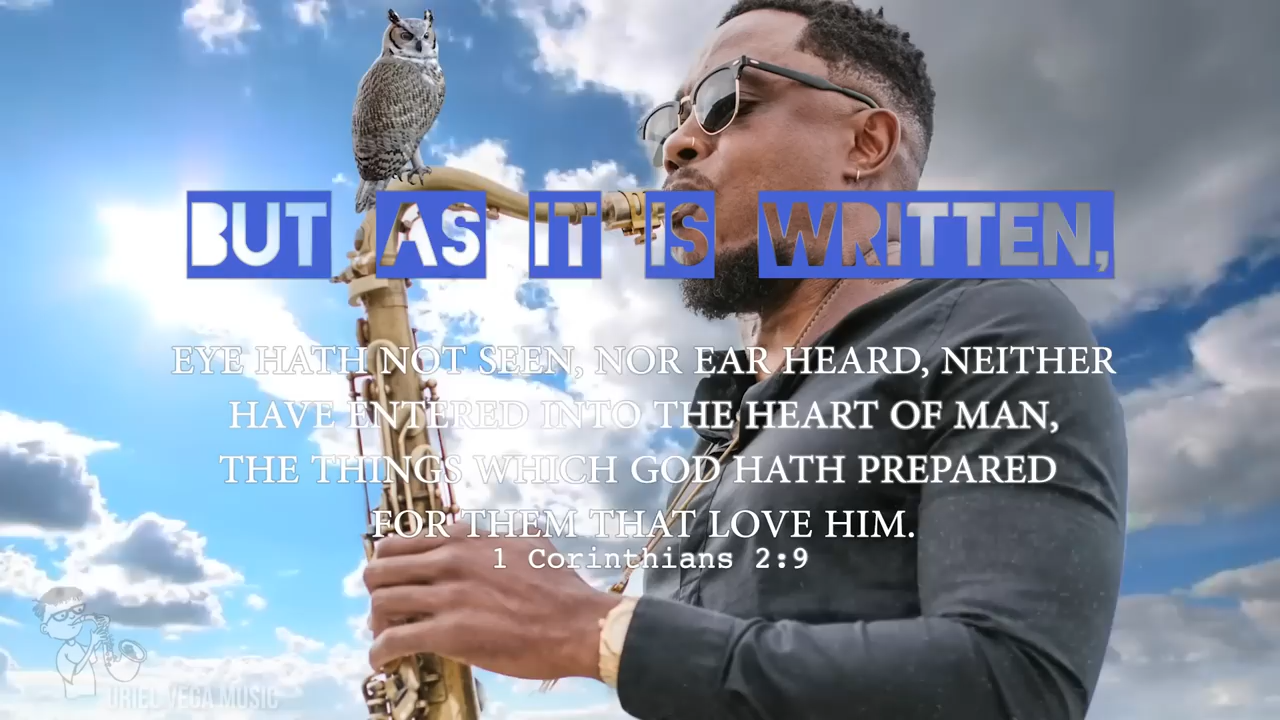 BUT AS IT IS WRITTEN,
EYE HATH NOT SEEN, NOR EAR HEARD, NEITHER
HAVE ENTERED INTO THE HEART OF MAN,
THE THINGS WHICH GOD HATH PREPARED
FOR THEM THAT LOVE HIM.
1 Corinthians 2:9
URIEL VEGA MUSIC